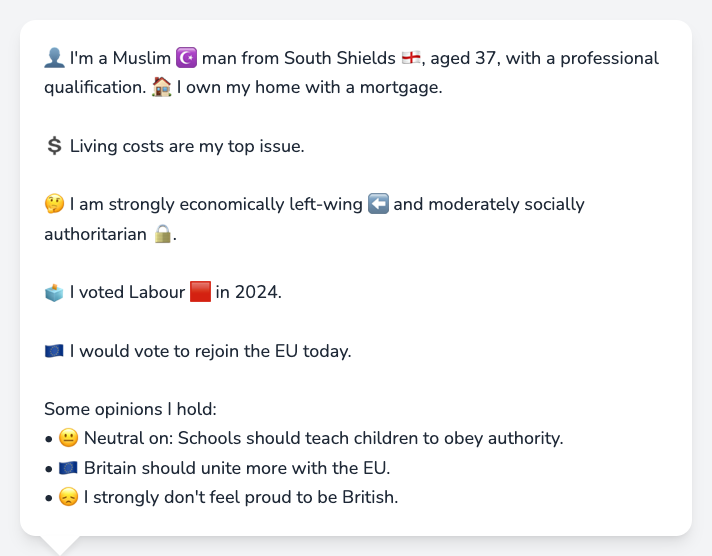 👤 I'm a Muslim ☪️ man from South Shields 🏴󠁧󠁢󠁥󠁮󠁧󠁿, aged 37, with a professional
qualification. 🏠 I own my home with a mortgage.
💲 Living costs are my top issue.
🤔 I am strongly economically left-wing ⬅️ and moderately socially
authoritarian 🔒.
🗳️ I voted Labour 🟥 in 2024.
🇪🇺 I would vote to rejoin the EU today.
Some opinions I hold:
• 😐 Neutral on: Schools should teach children to obey authority.
• 🇪🇺 Britain should unite more with the EU.
• 😞 I strongly don't feel proud to be British.